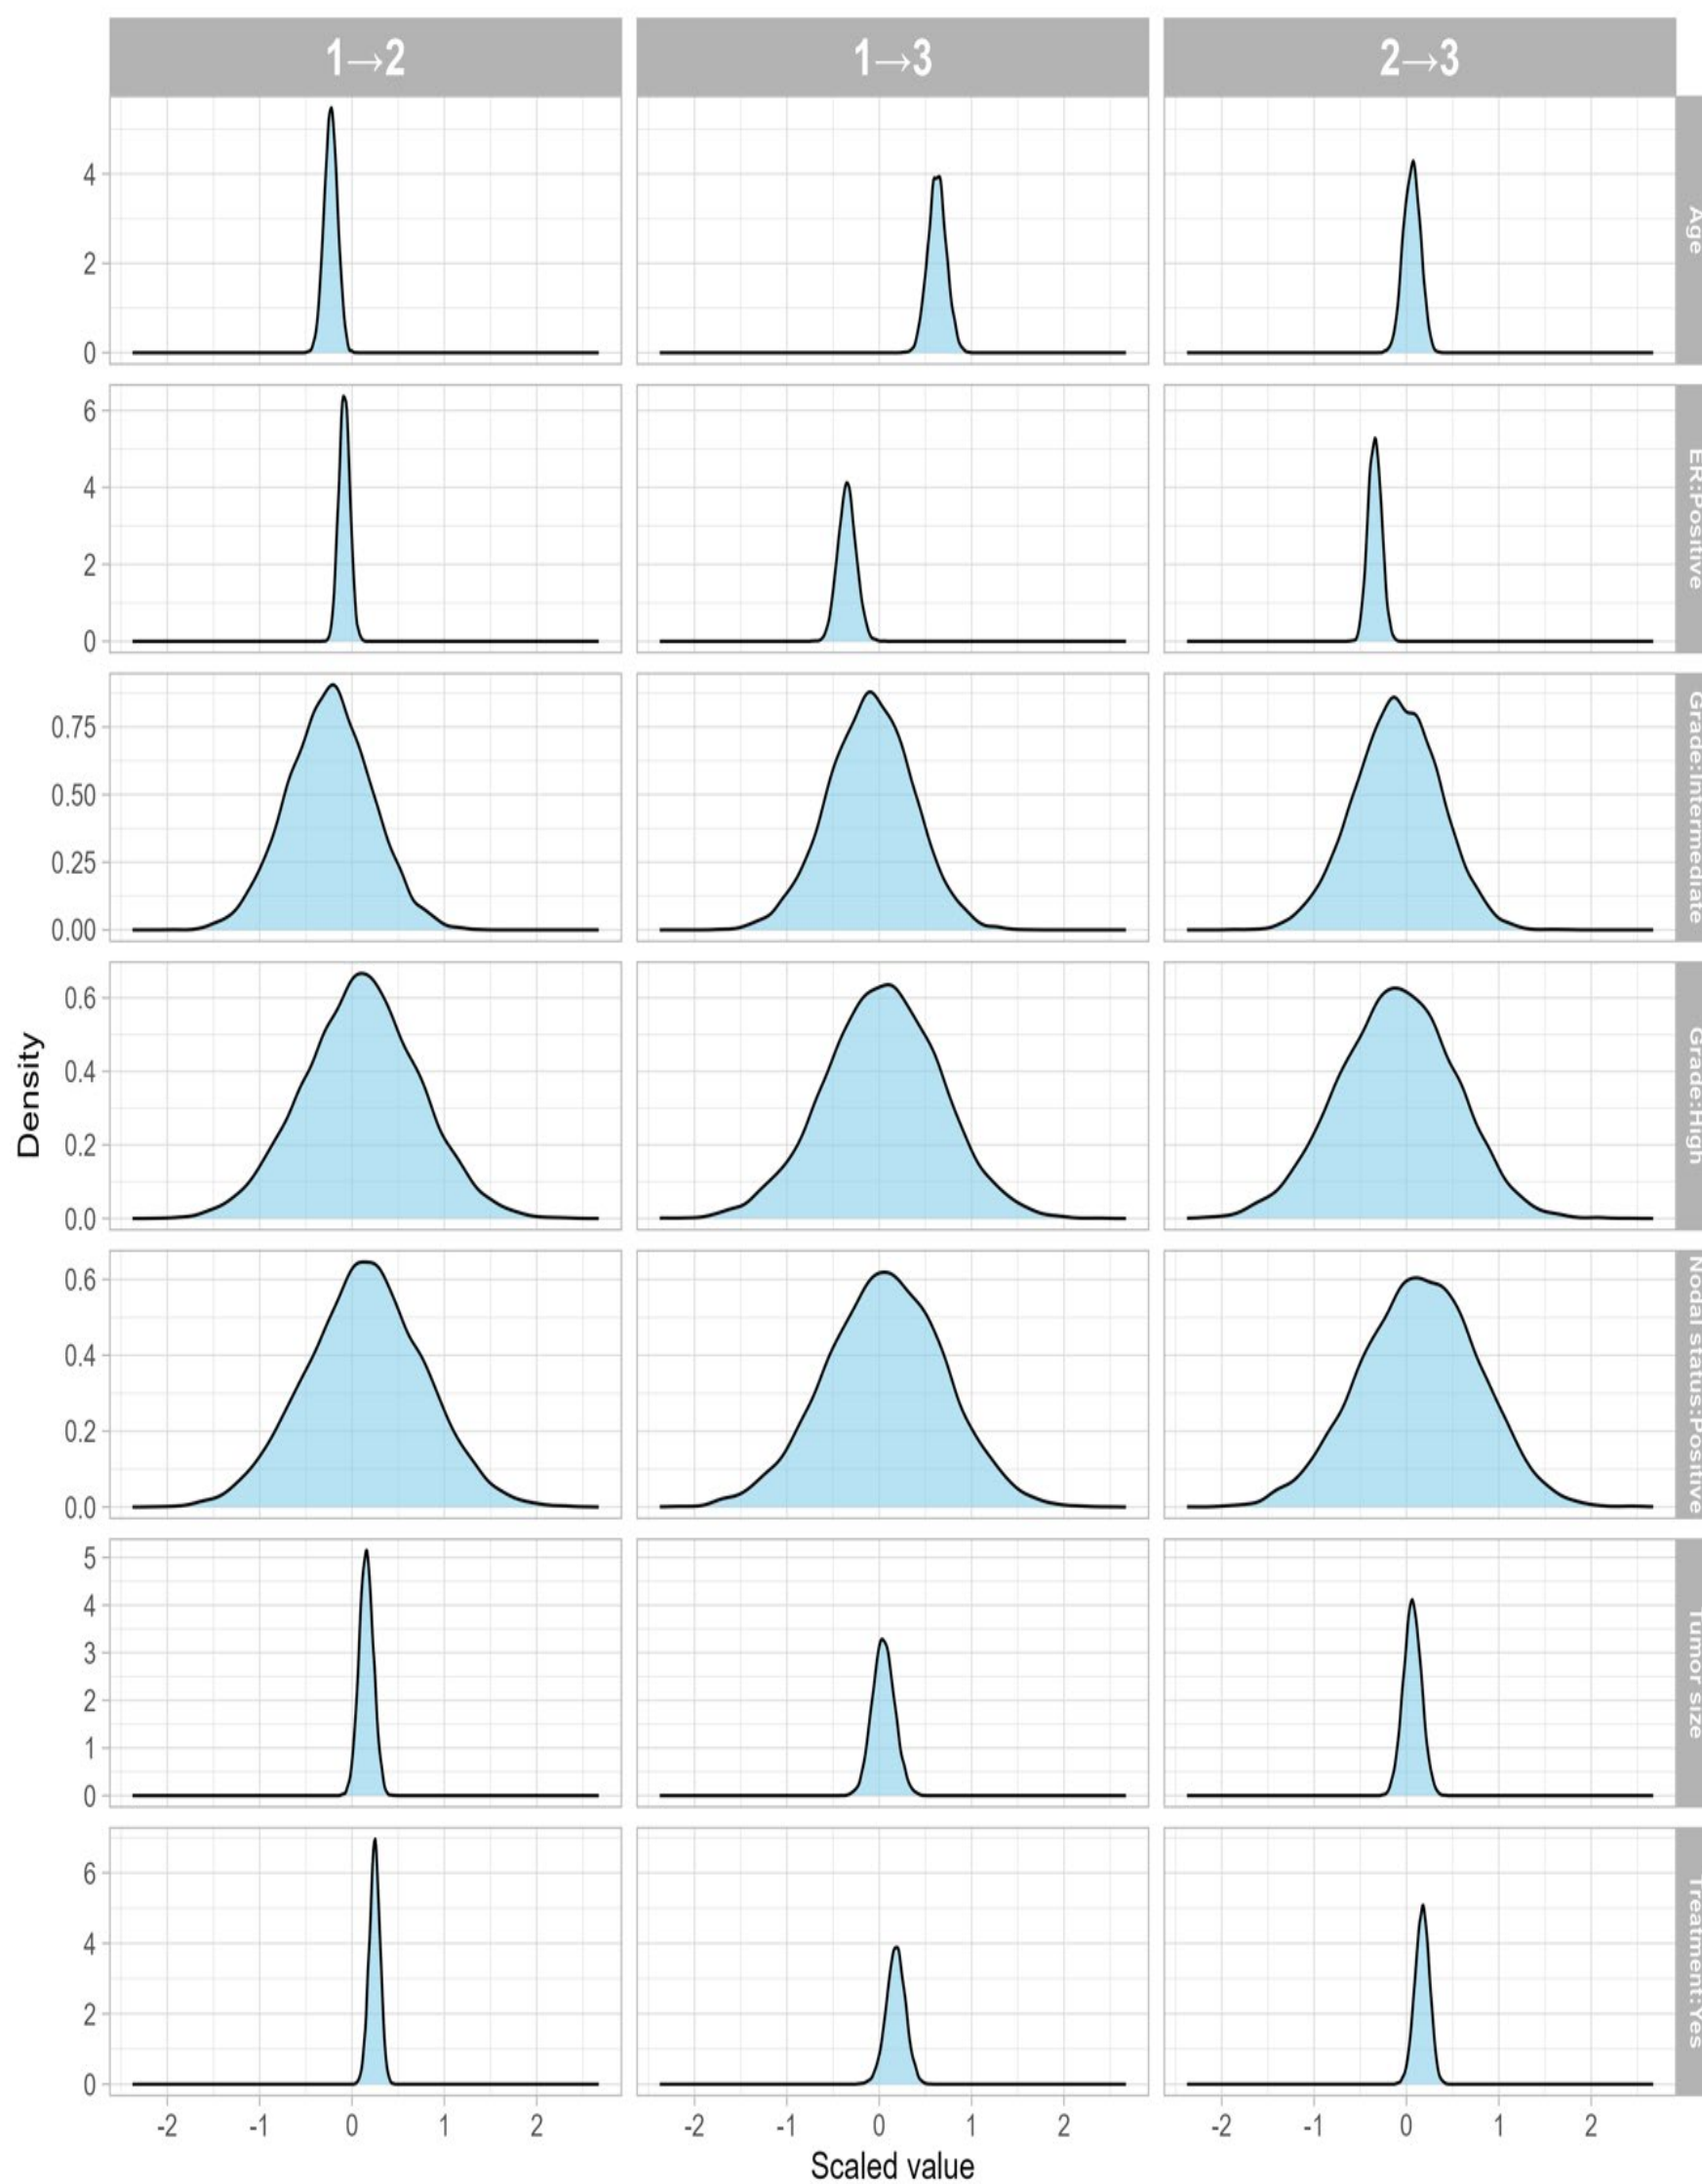 1→2 1→3 2→3
4
2
0
Age
6
4
2
0
ER:Positive
0.75
0.50
0.25
0.00
Grade:Intermediate
0.6
0.4
0.2
0.0
Grade:High
0.6
0.4
0.2
0.0
Nodal status:Positive
5
4
3
2
1
0
Tumor size
6
4
2
0
Treatment:Yes
Density
-2 -1 0 1 2 -2 -1 0 1 2 -2 -1 0 1 2
Scaled value